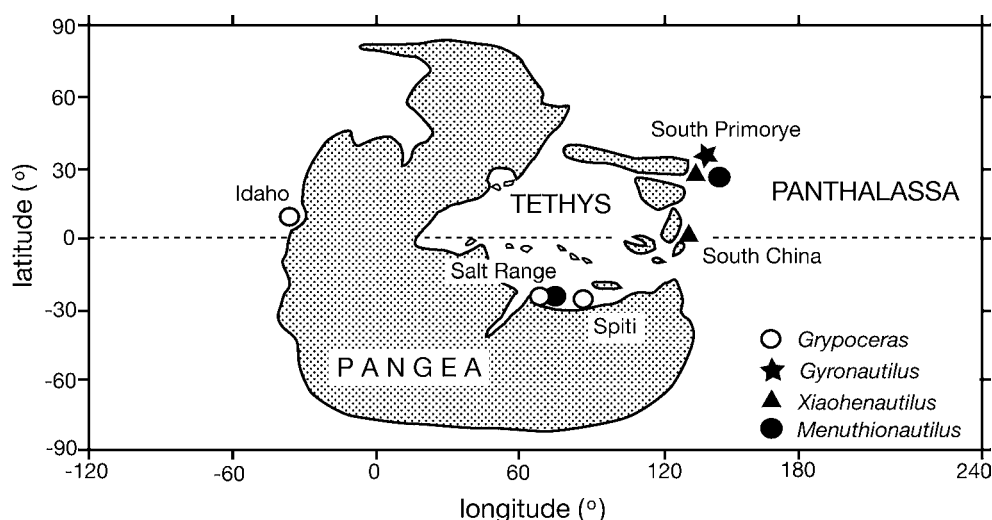 90
60
30
0
-30
-60
-90
latitude (°)
-120
-60
0
60
120
180
240
longitude (°)
South Primorye
Idaho
TETHYS
PANTHALASSA
South China
Salt Range
Spiti
PANGEA
Grypoceras
Gyronautilus
Xiaohenautilus
Menuthionautilus